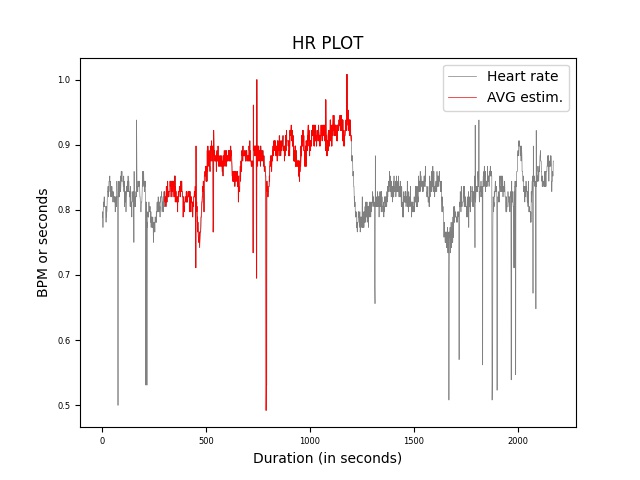 HR PLOT
Heart rate
AVG estim.
BPM or seconds
1.0
0.9
0.8
0.7
0.6
0.5
0
500
1000
1500
2000
Duration (in seconds)